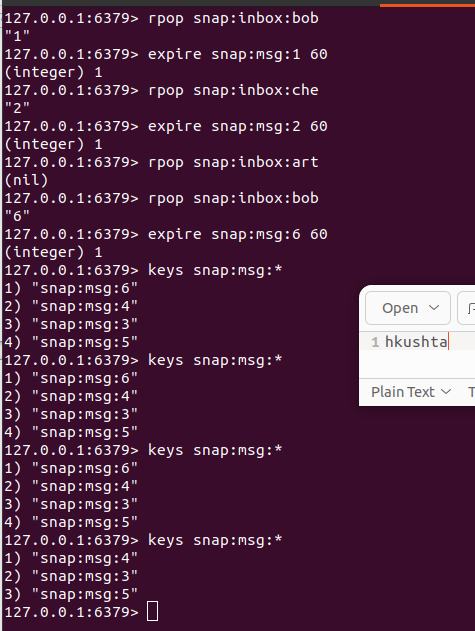 127.0.0.1:6379> rpop snap:inbox:bob
"1"
127.0.0.1:6379> expire snap:msg:1 60
(integer) 1
127.0.0.1:6379> rpop snap:inbox:che
"2"
127.0.0.1:6379> expire snap:msg:2 60
(integer) 1
127.0.0.1:6379> rpop snap:inbox:art
(nil)
127.0.0.1:6379> rpop snap:inbox:bob
"6"
127.0.0.1:6379> expire snap:msg:6 60
(integer) 1
127.0.0.1:6379> keys snap:msg:*
1) "snap:msg:6"
2) "snap:msg:4"
3) "snap:msg:3"
4) "snap:msg:5"
127.0.0.1:6379> keys snap:msg:*
1) "snap:msg:6"
2) "snap:msg:4"
3) "snap:msg:3"
4) "snap:msg:5"
127.0.0.1:6379> keys snap:msg:*
1) "snap:msg:6"
2) "snap:msg:4"
3) "snap:msg:3"
4) "snap:msg:5"
127.0.0.1:6379> keys snap:msg:*
1) "snap:msg:4"
2) "snap:msg:3"
3) "snap:msg:5"
127.0.0.1:6379>
Open
1 hkushta
Plain Text